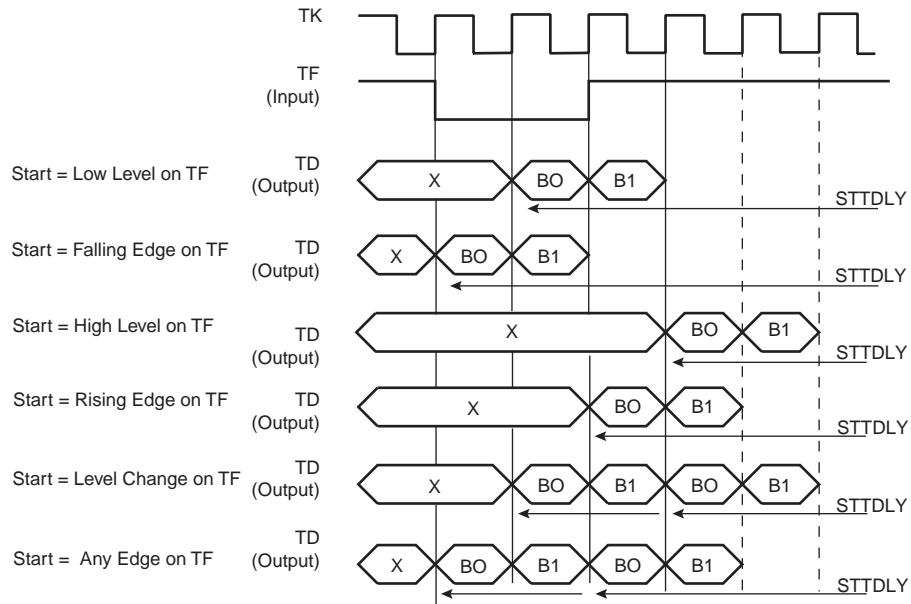 TK
TF
(Input)
Start = Low Level on TF
TD
(Output)
X
BO
B1
STTDLY
Start = Falling Edge on TF
TD
(Output)
X
BO
B1
STTDLY
Start = High Level on TF
TD
(Output)
X
BO
B1
STTDLY
Start = Rising Edge on TF
TD
(Output)
X
BO
B1
STTDLY
Start = Level Change on TF
TD
(Output)
X
BO
B1
BO
B1
STTDLY
Start = Any Edge on TF
TD
(Output)
X
BO
B1
BO
B1
STTDLY